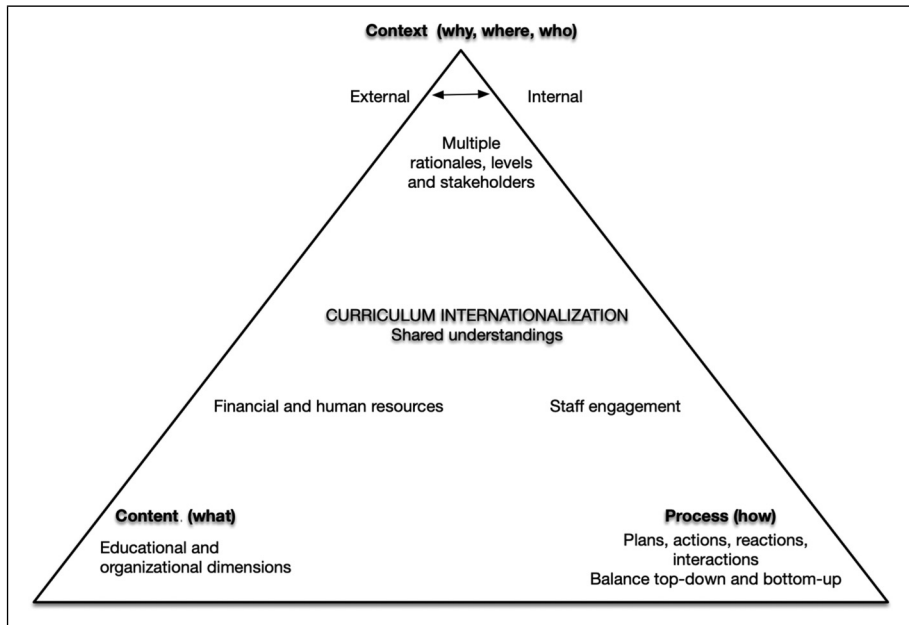 Context (why, where, who)
External
Internal
Multiple
rationales, levels
and stakeholders
CURRICULUM INTERNATIONALIZATION
Shared understandings
Financial and human resources
Staff engagement
Content. (what)
Educational and
organizational dimensions
Process (how)
Plans, actions, reactions,
interactions
Balance top-down and bottom-up